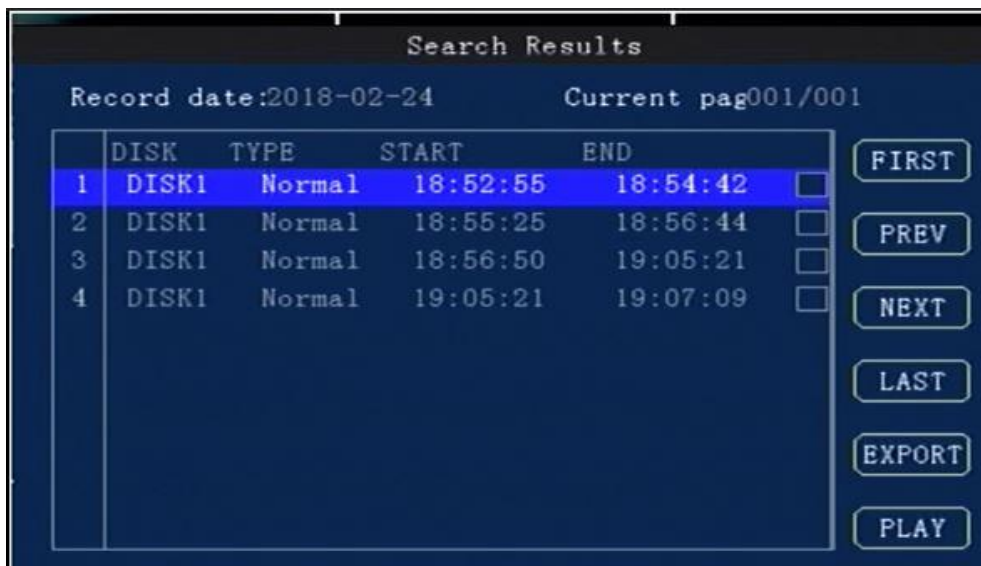 Search Results
Record date:2018-02-24 Current pag001/001
DISK TYPE START END
1 DISK1 Normal 18:52:55 18:54:42
2 DISK1 Normal 18:55:25 18:56:44
3 DISK1 Normal 18:56:50 19:05:21
4 DISK1 Normal 19:05:21 19:07:09
FIRST
PREV
NEXT
LAST
EXPORT
PLAY